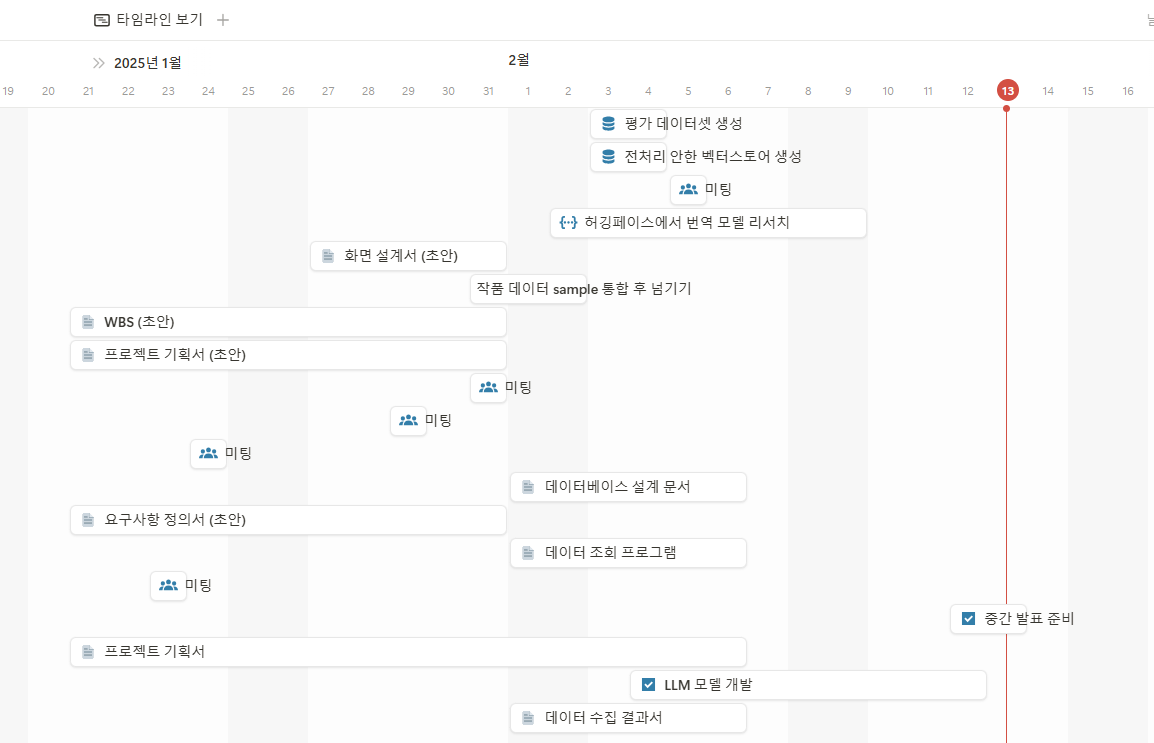 타임라인 보기
2025년 1월
2월
19 20 21 22 23 24 25 26 27 28 29 30 31 1 2 3 4 5 6 7 8 9 10 11 12 13 14 15 16
평가 데이터셋 생성
전처리 안한 벡터스토어 생성
미팅
허깅페이스에서 번역 모델 리서치
화면 설계서 (초안)
작품 데이터 sample 통합 후 넘기기
WBS (초안)
프로젝트 기획서 (초안)
미팅
미팅
미팅
데이터베이스 설계 문서
요구사항 정의서 (초안)
데이터 조회 프로그램
미팅
중간 발표 준비
프로젝트 기획서
LLM 모델 개발
데이터 수집 결과서